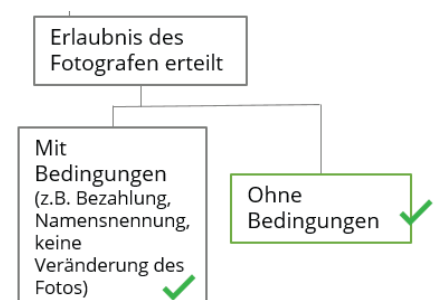 Erlaubnis des
Fotografen erteilt
Mit
Bedingungen
(z.B. Bezahlung,
Namensnennung,
keine
Veränderung des
Fotos)
Ohne
Bedingungen